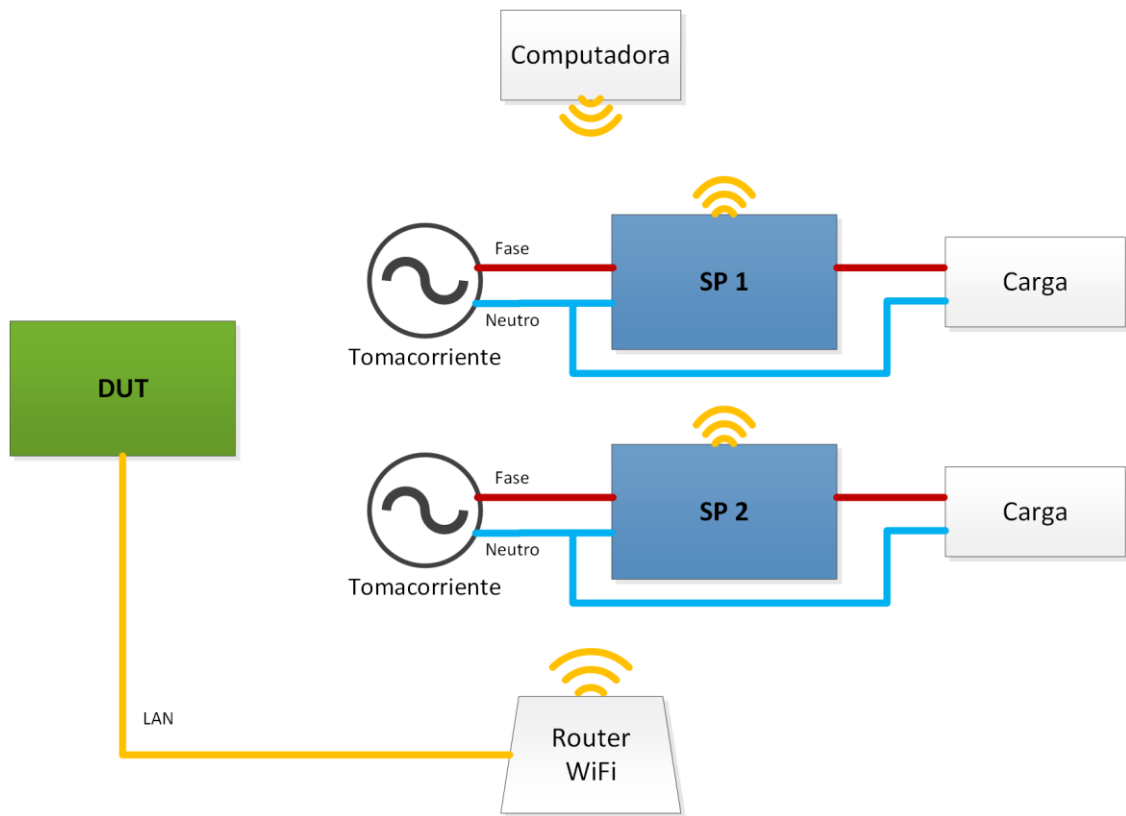 Computadora
Fase
SP 1
Carga
Neutro
Tomacorriente
DUT
Fase
SP 2
Carga
Neutro
Tomacorriente
LAN
Router
WiFi